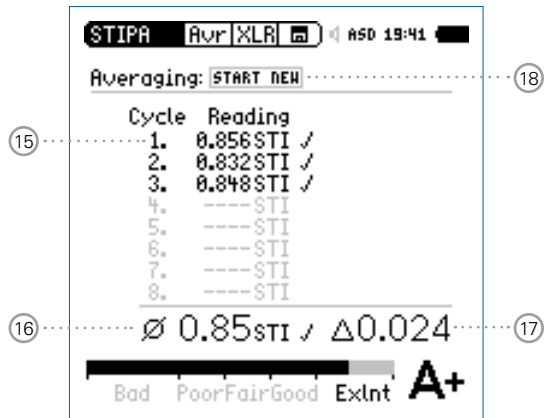 STIPA Avr XLR ASD 19:41
Averaging: START NEW 18
Cycle Reading
15 1. 0.856STI ✓
2. 0.832STI ✓
3. 0.848STI ✓
4. ----STI
5. ----STI
6. ----STI
7. ----STI
8. ----STI
16 Ø 0.85STI ✓ Δ0.024 17
Bad Poor Fair Good Exlnt A+